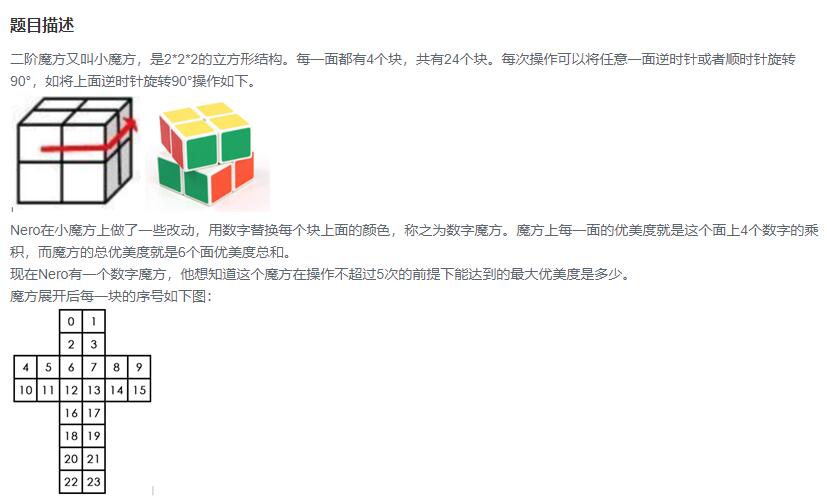 题目描述
二阶魔方又叫小魔方，是2*2*2的立方形结构。每一面都有4个块，共有24个块。每次操作可以将任意一面逆时针或者顺时针旋转
90°，如将上面逆时针旋转90°操作如下。
Nero在小魔方上做了一些改动，用数字替换每个块上面的颜色，称之为数字魔方。魔方上每一面的优美度就是这个面上4个数字的乘
积，而魔方的总优美度就是6个面优美度总和。
现在Nero有一个数字魔方，他想知道这个魔方在操作不超过5次的前提下能达到的最大优美度是多少。
魔方展开后每一块的序号如下图：
0 1
2 3
4 5 6 7 8 9
10 11 12 13 14 15
16 17
18 19
20 21
22 23